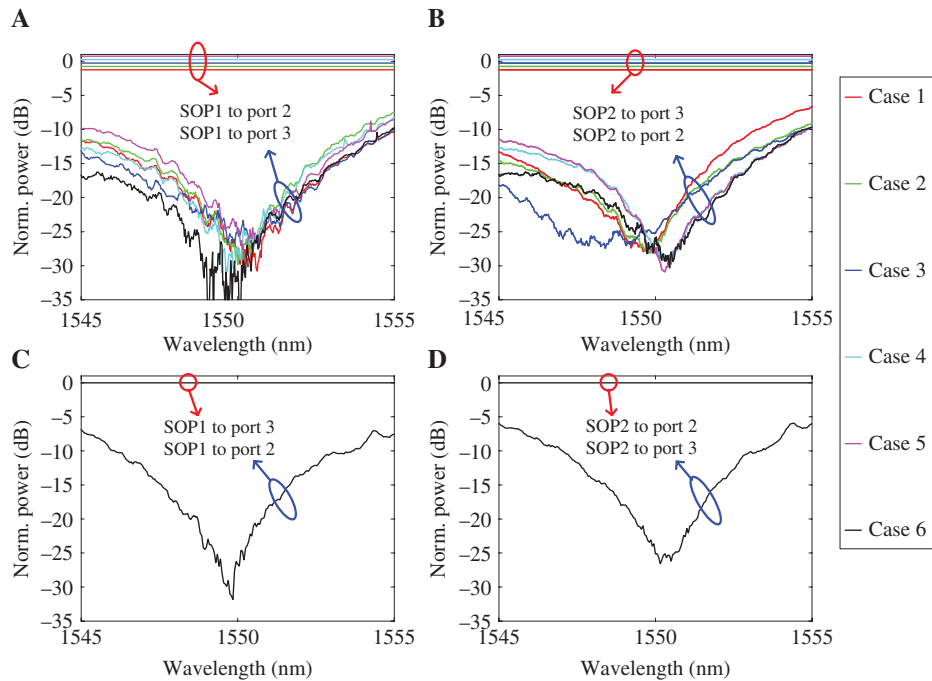 A
B
0
−5
−10
−15
−20
−25
−30
−35
Norm. power (dB)
SOP1 to port 2
SOP1 to port 3
1545
1550
1555
Wavelength (nm)
0
−5
−10
−15
−20
−25
−30
−35
Norm. power (dB)
SOP2 to port 3
SOP2 to port 2
1545
1550
1555
Wavelength (nm)
C
D
0
−5
−10
−15
−20
−25
−30
−35
Norm. power (dB)
SOP1 to port 3
SOP1 to port 2
1545
1550
1555
Wavelength (nm)
0
−5
−10
−15
−20
−25
−30
−35
Norm. power (dB)
SOP2 to port 2
SOP2 to port 3
1545
1550
1555
Wavelength (nm)
Case 1
Case 2
Case 3
Case 4
Case 5
Case 6